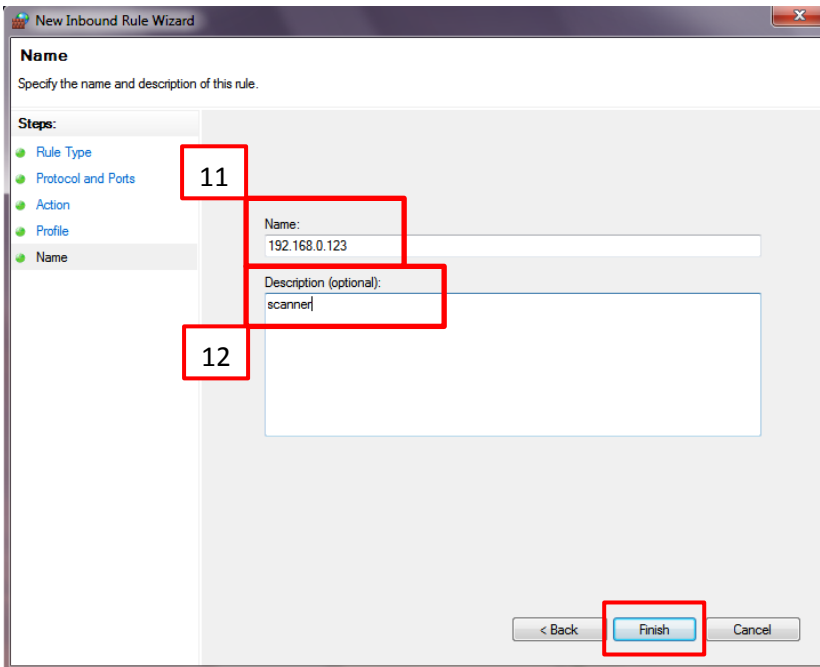 New Inbound Rule Wizard
Name
Specify the name and description of this rule.
Steps:
Rule Type
Protocol and Ports
Action
Profile
Name
11
Name:
192.168.0.123
Description (optional):
scanner
12
< Back Finish Cancel